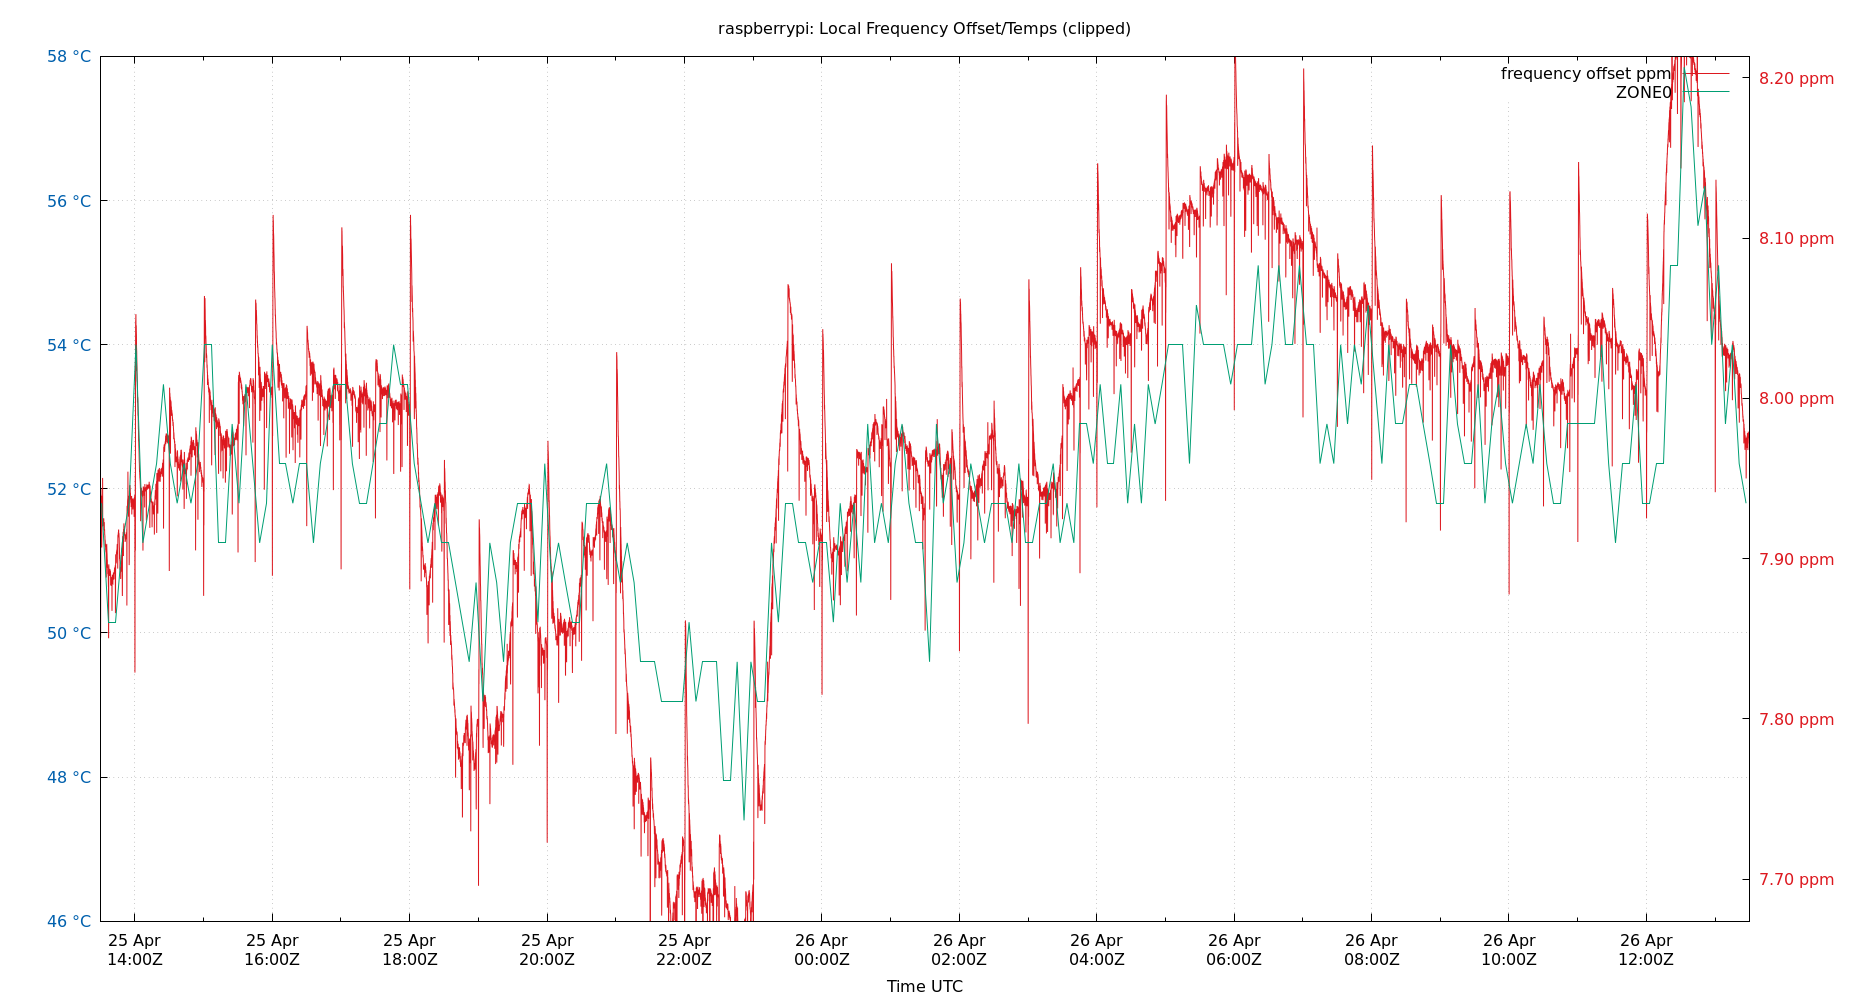 raspberrypi: Local Frequency Offset/Temps (clipped)
58 °C
56 °C
54 °C
52 °C
50 °C
48 °C
46 °C
frequency offset ppm
ZONE0
8.20 ppm
8.10 ppm
8.00 ppm
7.90 ppm
7.80 ppm
7.70 ppm
25 Apr 25 Apr 25 Apr 25 Apr 25 Apr 26 Apr 26 Apr 26 Apr 26 Apr 26 Apr 26 Apr 26 Apr
14:00Z 16:00Z 18:00Z 20:00Z 22:00Z 00:00Z 02:00Z 04:00Z 06:00Z 08:00Z 10:00Z 12:00Z
Time UTC